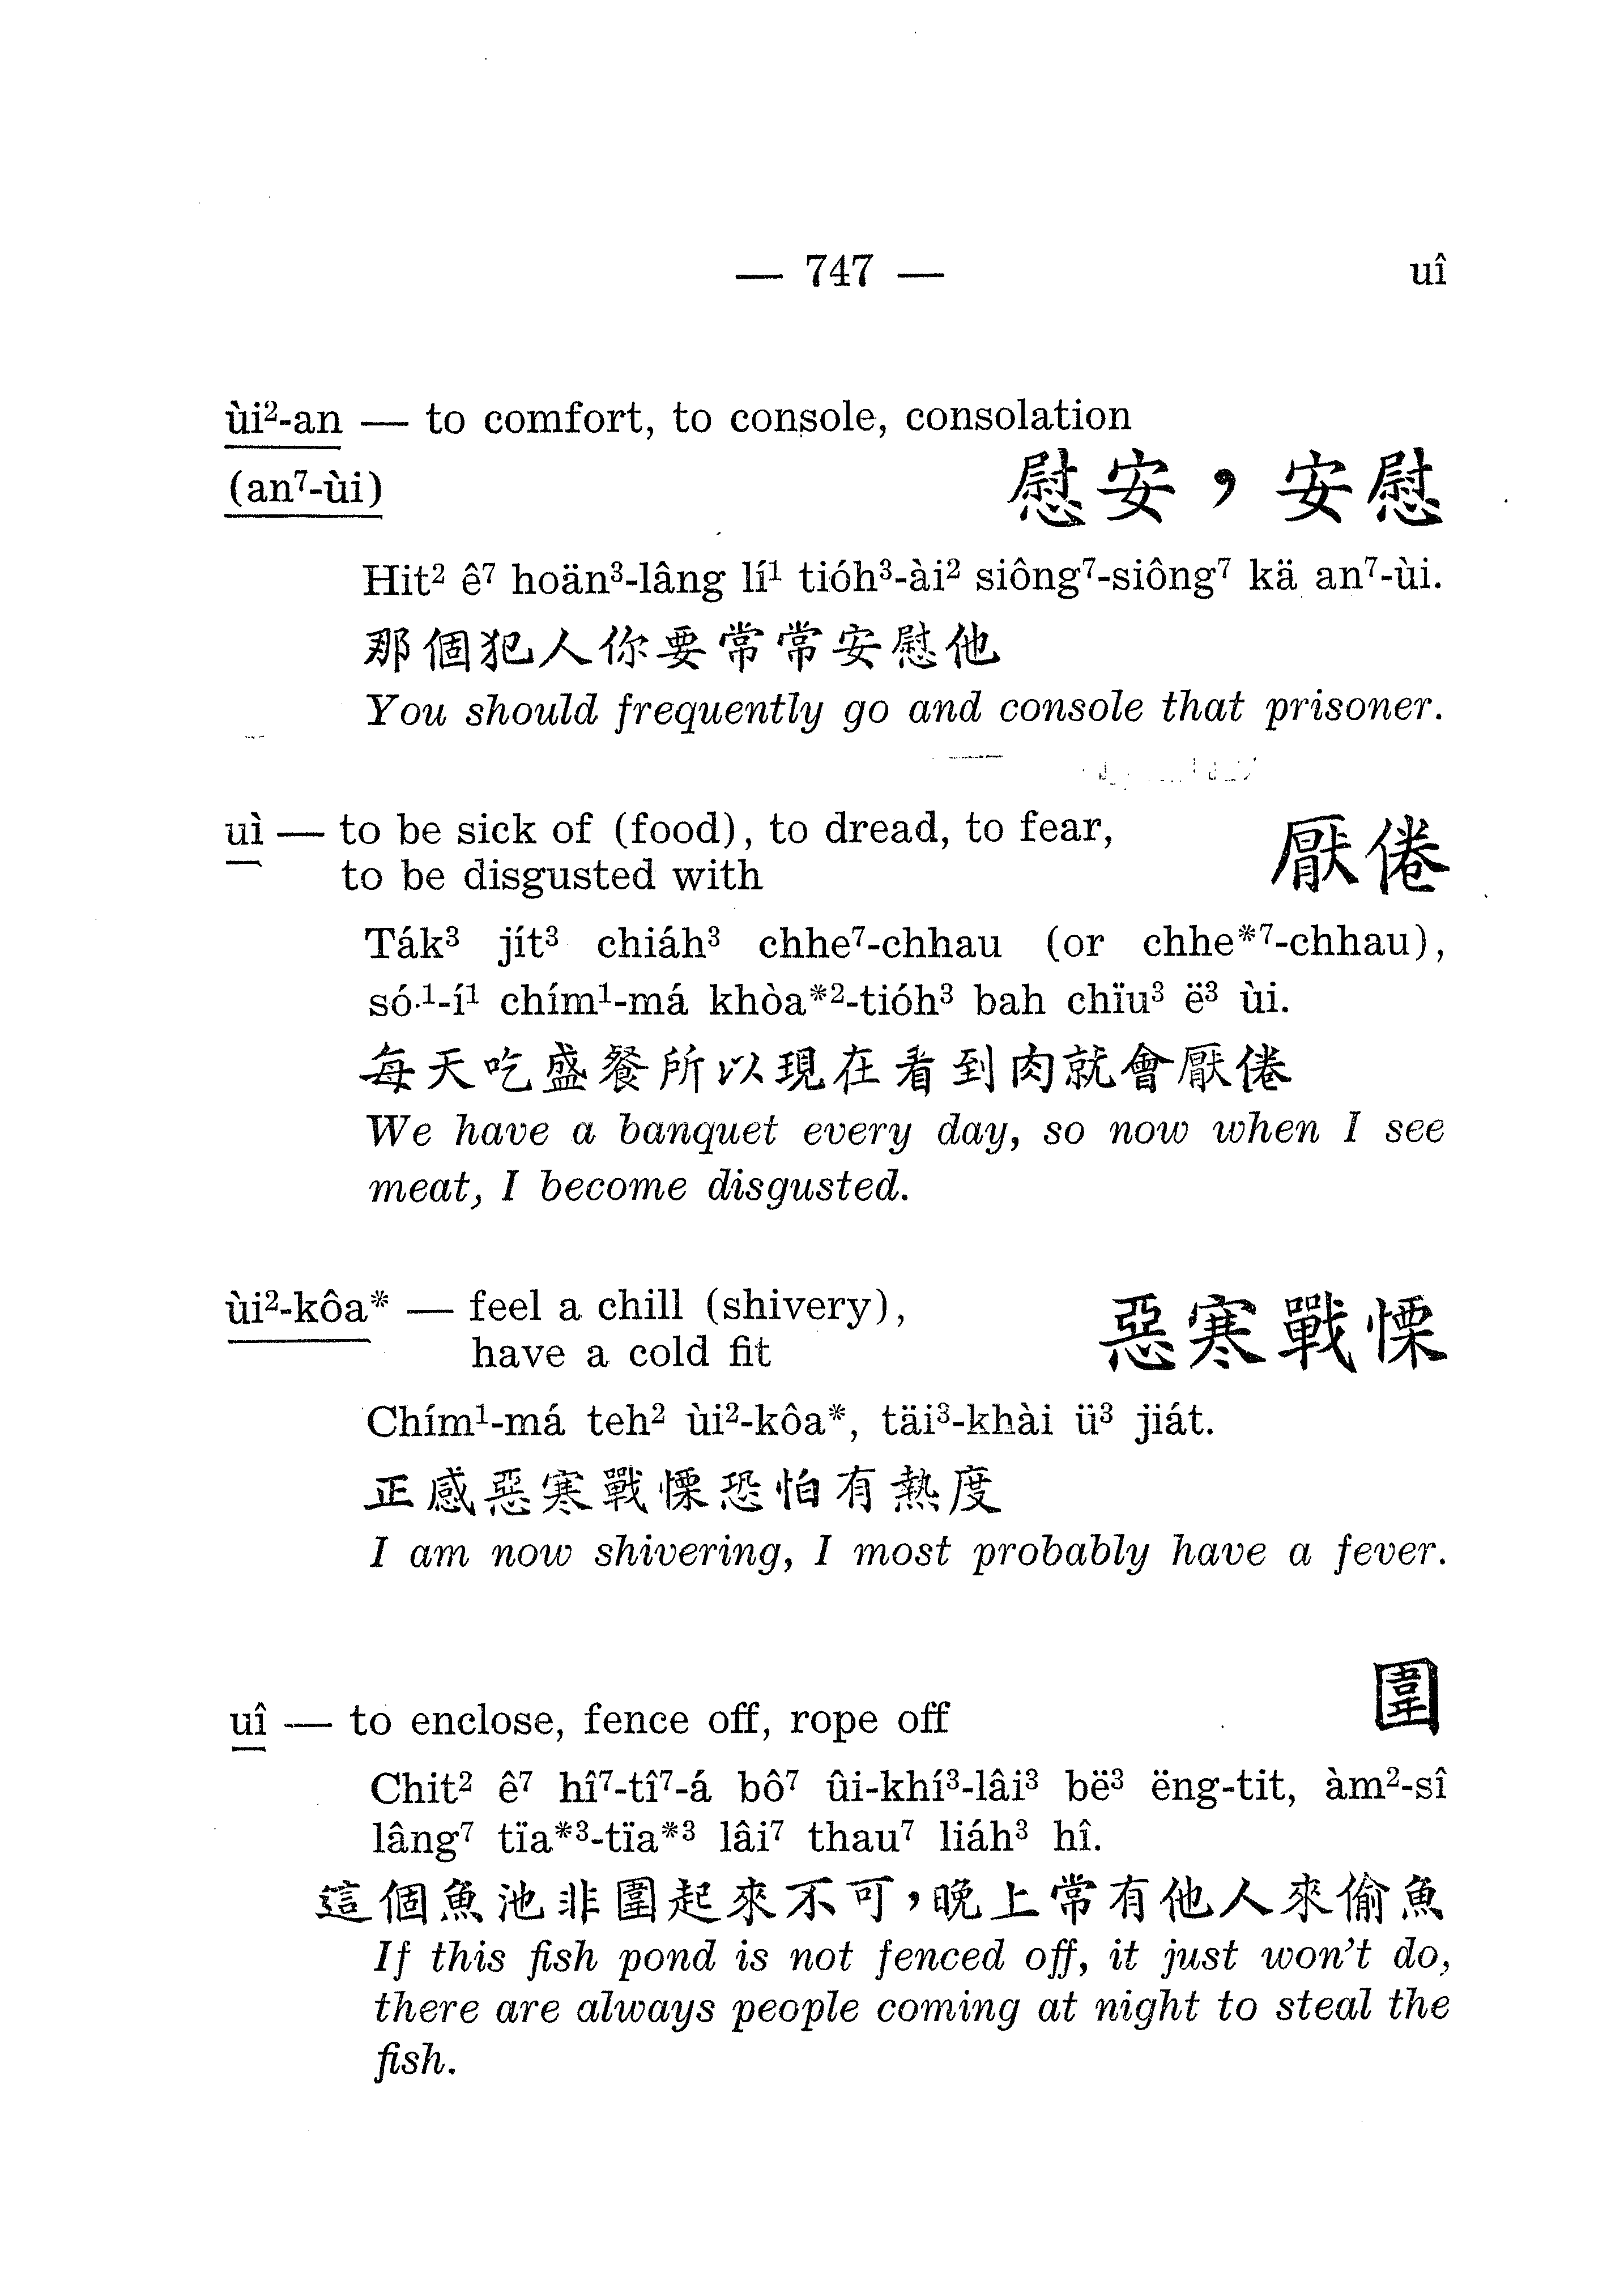 — 747 — uî
ùi²-an — to comfort, to console, consolation
(an⁷-ùi) 慰安，安慰
Hit² ê⁷ hoän³-lâng lí¹ tióh³-ài² siông⁷-siông⁷ kä an⁷-ùi.
那個犯人你要常常安慰他
You should frequently go and console that prisoner.
uì — to be sick of (food), to dread, to fear, 厭倦
to be disgusted with
Ták³ jít³ chiáh³ chhe⁷-chhau (or chhe*⁷-chhau),
só·¹-í¹ chím¹-má khòa*²-tióh³ bah chïu³ ë³ ùi.
每天吃盛餐所以現在看到肉就會厭倦
We have a banquet every day, so now when I see
meat, I become disgusted.
ùi²-kôa* — feel a chill (shivery), 惡寒戰慄
have a cold fit
Chím¹-má teh² ùi²-kôa*, täi³-khài ü³ jiát.
正感惡寒戰慄恐怕有熱度
I am now shivering, I most probably have a fever.
uî — to enclose, fence off, rope off 圍
Chit² ê⁷ hî⁷-tî⁷-á bô⁷ ûi-khí³-lâi³ bë³ ëng-tit, àm²-sî
lâng⁷ tïa*³-tïa*³ lâi⁷ thau⁷ liáh³ hî.
這個魚池非圍起來不可，晚上常有他人來偷魚
If this fish pond is not fenced off, it just won't do,
there are always people coming at night to steal the
fish.